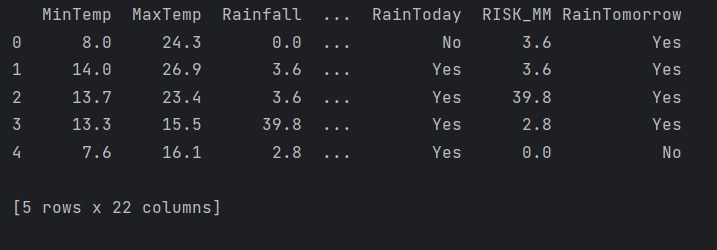 MinTemp MaxTemp Rainfall ... RainToday RISK_MM RainTomorrow
0 8.0 24.3 0.0 ... No 3.6 Yes
1 14.0 26.9 3.6 ... Yes 3.6 Yes
2 13.7 23.4 3.6 ... Yes 39.8 Yes
3 13.3 15.5 39.8 ... Yes 2.8 Yes
4 7.6 16.1 2.8 ... Yes 0.0 No
[5 rows x 22 columns]